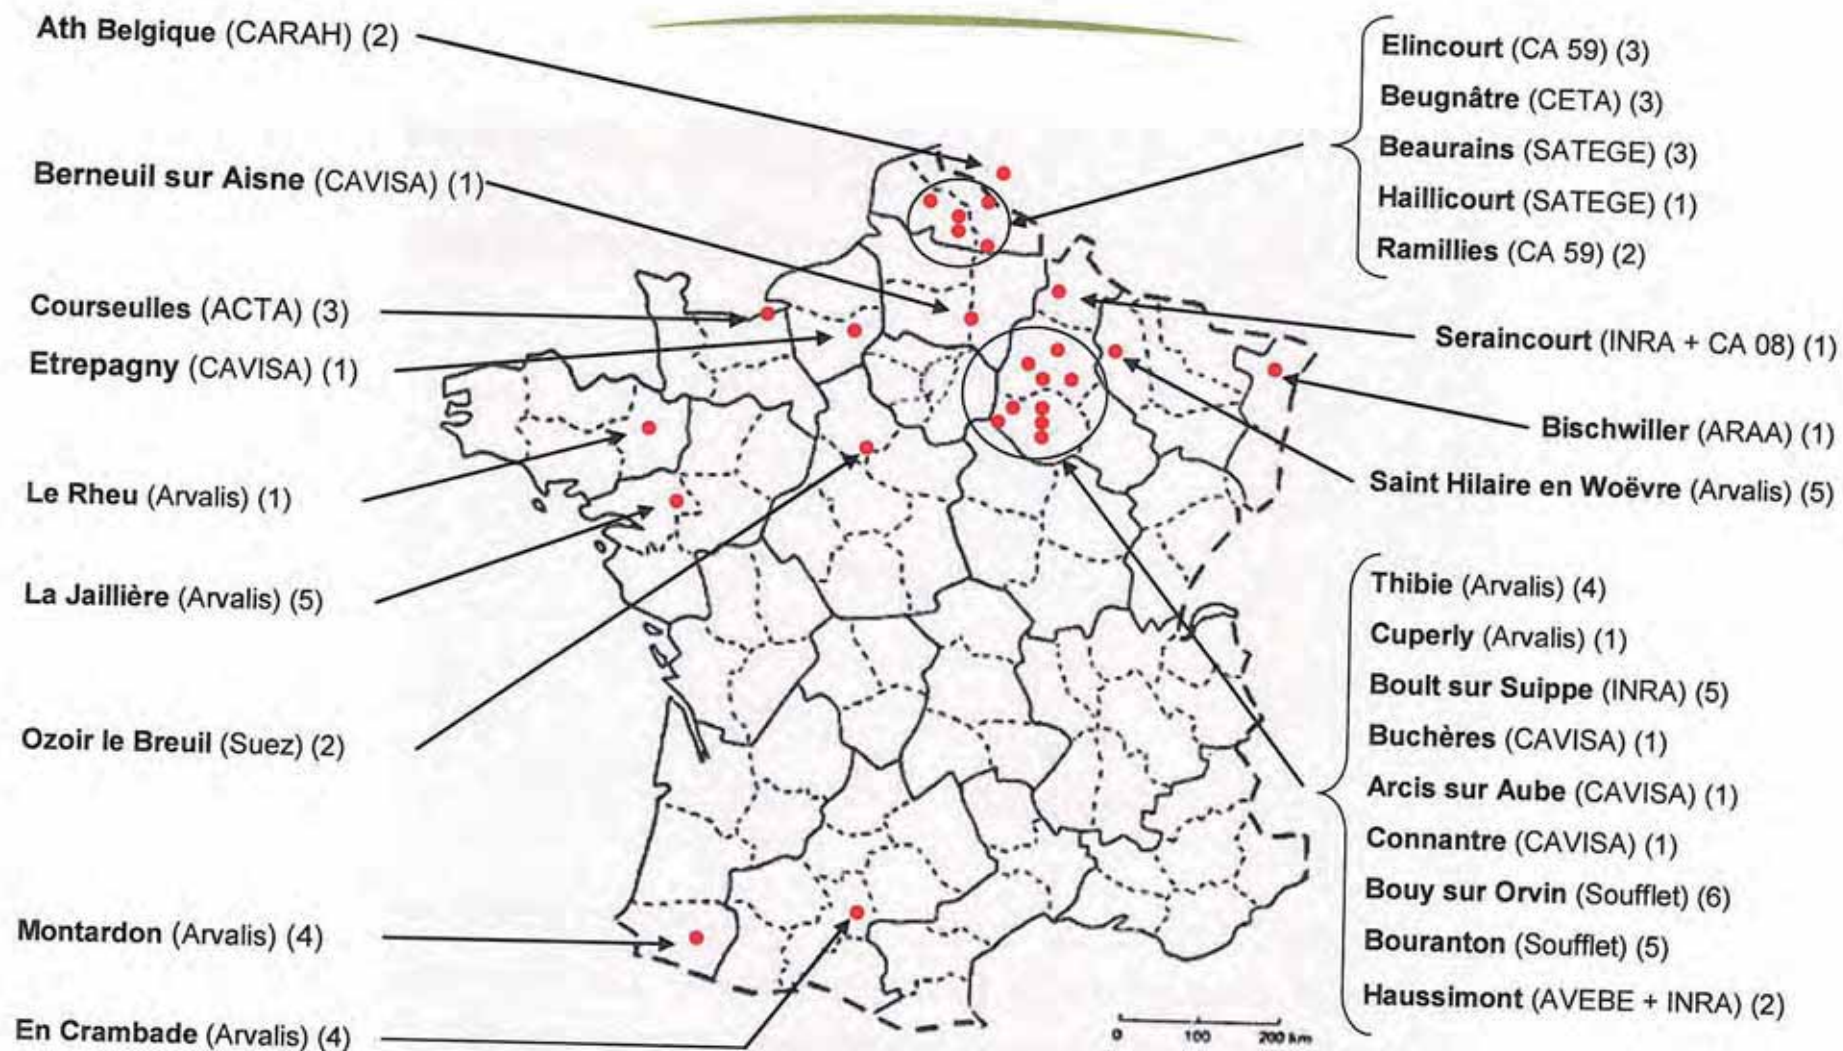 Ath Belgique (CARAH) (2)
Berneuil sur Aisne (CAVISA) (1)
Courseulles (ACTA) (3)
Etrepagny (CAVISA) (1)
Le Rheu (Arvalis) (1)
La Jaillière (Arvalis) (5)
Ozoir le Breuil (Suez) (2)
Montardon (Arvalis) (4)
En Crambade (Arvalis) (4)
Elincourt (CA 59) (3)
Beugnâtre (CETA) (3)
Beaurains (SATEGE) (3)
Haillicourt (SATEGE) (1)
Ramillies (CA 59) (2)
Seraincourt (INRA + CA 08) (1)
Bischwiller (ARAA) (1)
Saint Hilaire en Woëvre (Arvalis) (5)
Thibie (Arvalis) (4)
Cuperly (Arvalis) (1)
Boult sur Suippe (INRA) (5)
Buchères (CAVISA) (1)
Arcis sur Aube (CAVISA) (1)
Connantre (CAVISA) (1)
Bouy sur Orvin (Soufflet) (6)
Bouranton (Soufflet) (5)
Haussimont (AVEBE + INRA) (2)
0 100 200 km